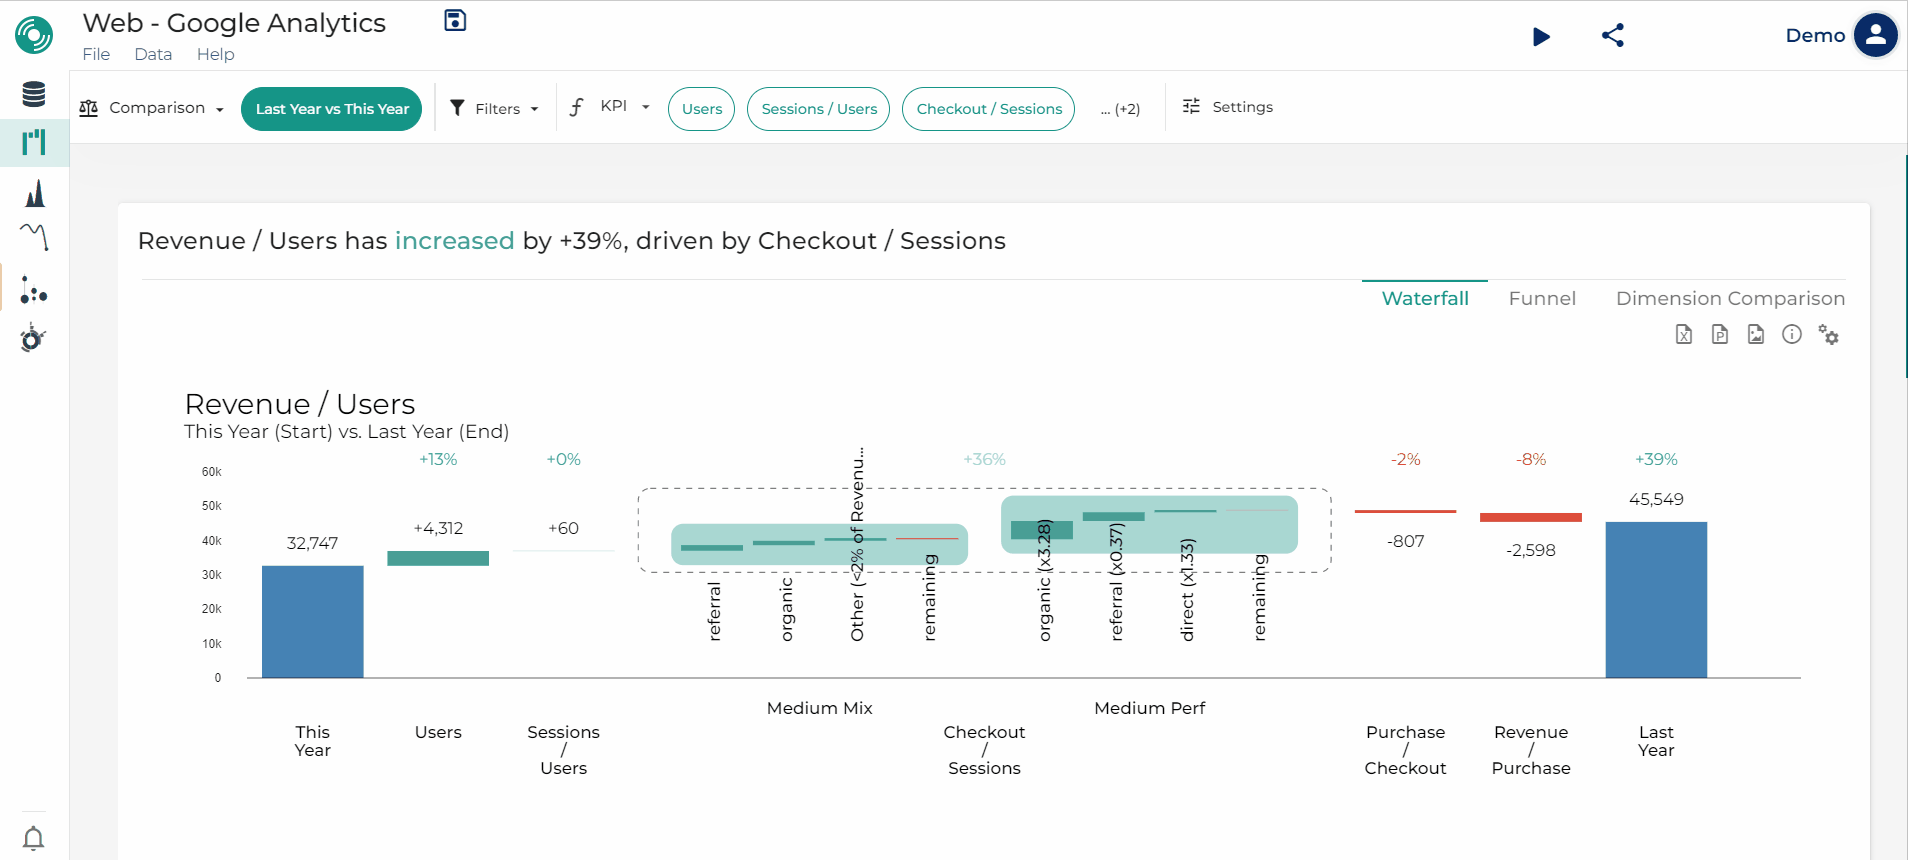 Web - Google Analytics
File Data Help
Demo
Comparison
Last Year vs This Year
Filters
KPI
Users
Sessions / Users
Checkout / Sessions
... (+2)
Settings
Revenue / Users has increased by +39%, driven by Checkout / Sessions
Waterfall Funnel Dimension Comparison
X P
Revenue / Users
This Year (Start) vs. Last Year (End)
+13% +0% +36% -2% -8% +39%
60k
50k
40k
30k
20k
10k
0
32,747
+4,312
+60
-807
-2,598
45,549
referral
organic
Other (<2% of Revenu...
remaining
organic (x3.28)
referral (x0.37)
direct (x1.33)
remaining
Medium Mix Medium Perf
This
Year
Users
Sessions
/
Users
Checkout
/
Sessions
Purchase
/
Checkout
Revenue
/
Purchase
Last
Year